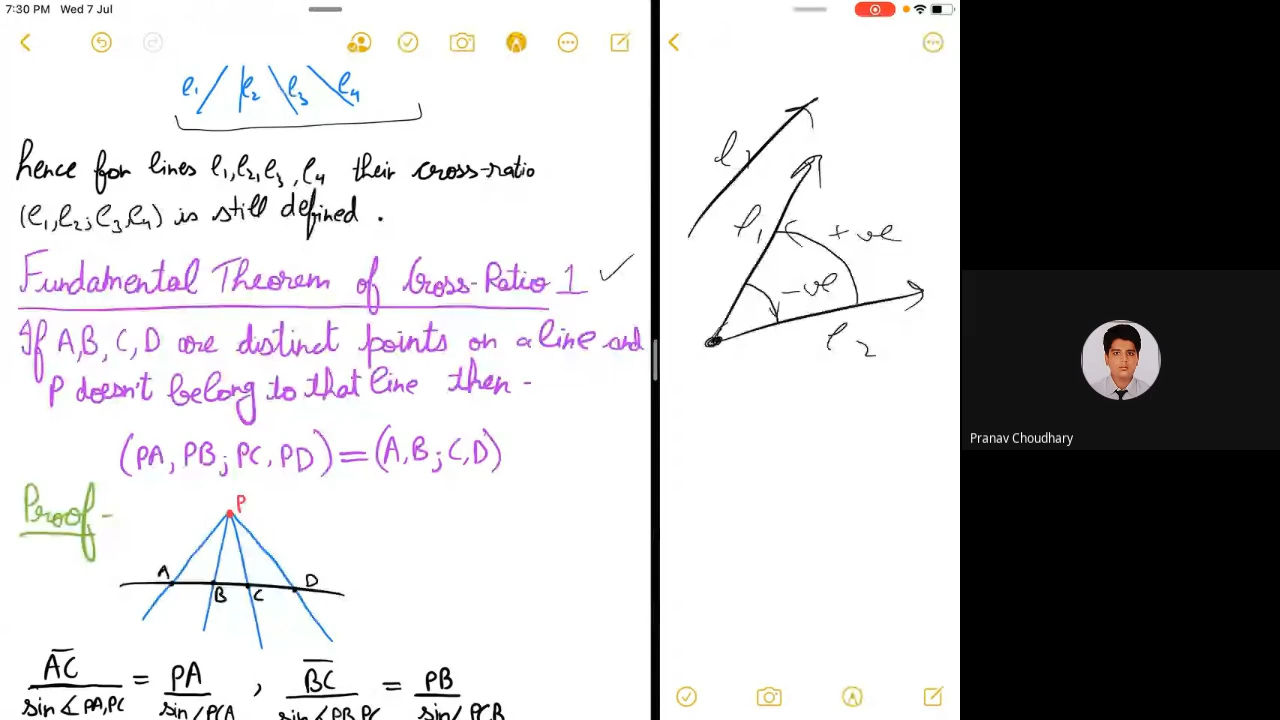 7:30 PM Wed 7 Jul
l₁ l₂ l₃ l₄
hence for lines l₁, l₂, l₃, l₄ their cross-ratio
(l₁, l₂; l₃, l₄) is still defined.
Fundamental Theorem of Cross-Ratio 1 ✓
If A, B, C, D are distinct points on a line and
P doesn't belong to that line then -
(PA, PB; PC, PD) = (A, B; C, D)
Proof -
P
A B C D
A̅C̅ / sin∡PA,PC = PA / sin∠PCA , B̅C̅ / sin∡PB,PC = PB / sin∠PCB
l₁ +ve
-ve
l₂
Pranav Choudhary